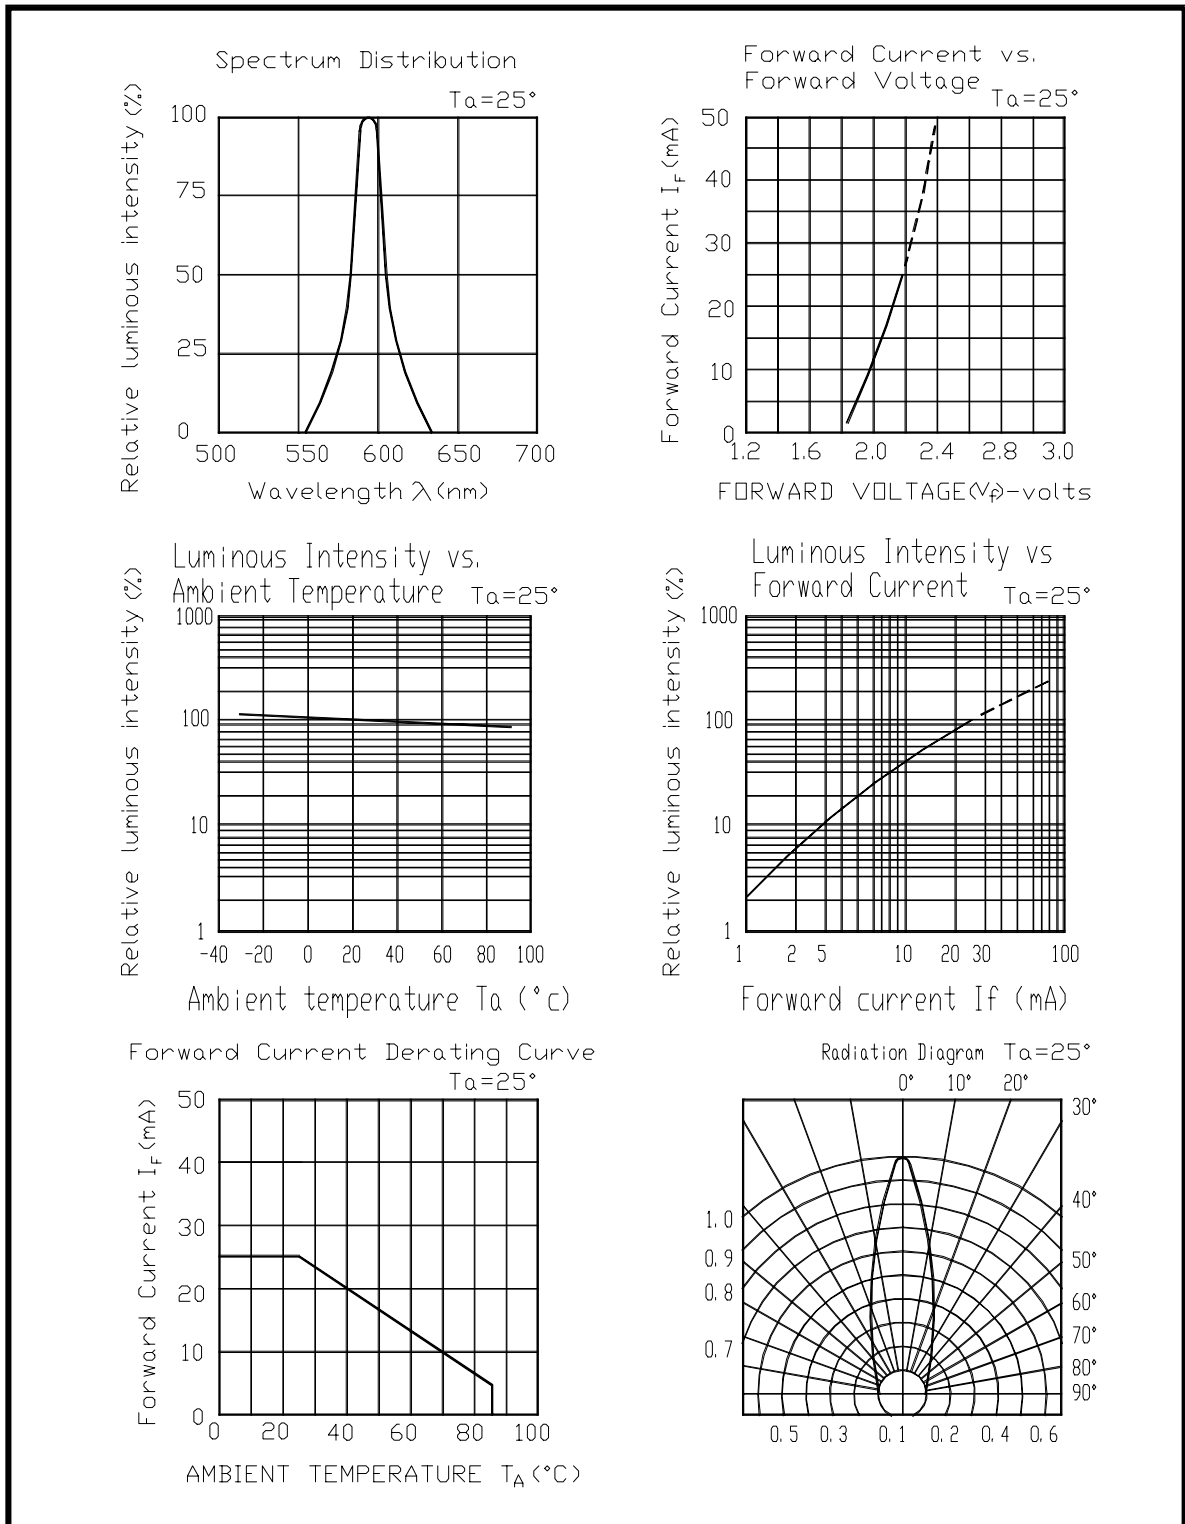 Spectrum Distribution
Ta=25°
Relative luminous intensity (%)
100
75
50
25
0
500 550 600 650 700
Wavelength λ (nm)
Forward Current vs.
Forward Voltage
Ta=25°
Forward Current IF (mA)
50
40
30
20
10
0
1.2 1.6 2.0 2.4 2.8 3.0
FORWARD VOLTAGE(Vf)-volts
Luminous Intensity vs.
Ambient Temperature
Ta=25°
Relative luminous intensity (%)
1000
100
10
1
-40 -20 0 20 40 60 80 100
Ambient temperature Ta (°c)
Luminous Intensity vs
Forward Current
Ta=25°
Relative luminous intensity (%)
1000
100
10
1
1 2 5 10 20 30 100
Forward current If (mA)
Forward Current Derating Curve
Ta=25°
Forward Current IF (mA)
50
40
30
20
10
0
0 20 40 60 80 100
AMBIENT TEMPERATURE TA (°C)
Radiation Diagram Ta=25°
0° 10° 20°
30°
40°
50°
60°
70°
80°
90°
1.0
0.9
0.8
0.7
0.5 0.3 0.1 0.2 0.4 0.6